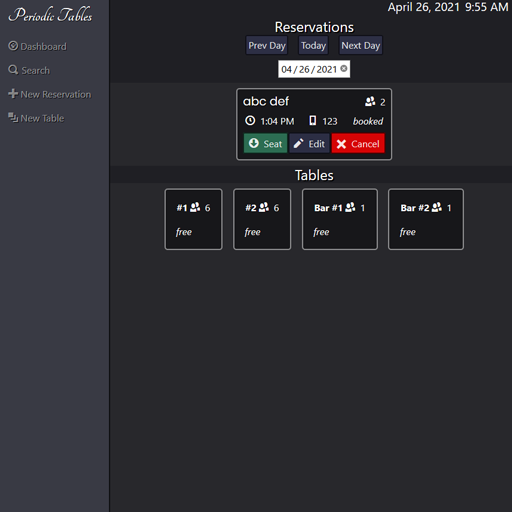 Periodic Tables
Dashboard
Search
New Reservation
New Table
April 26, 2021 9:55 AM
Reservations
Prev Day Today Next Day
04 / 26 / 2021
abc def 2
1:04 PM 123 booked
Seat Edit Cancel
Tables
#1 6 #2 6 Bar #1 1 Bar #2 1
free free free free